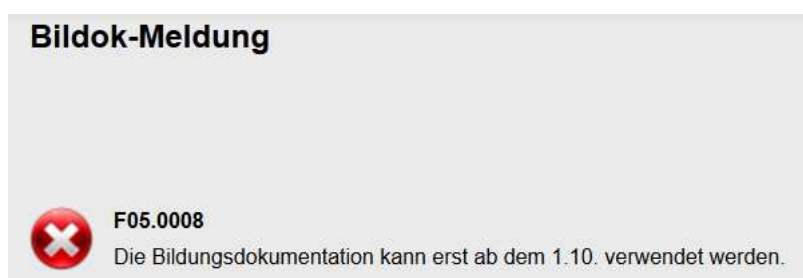 Bildok-Meldung
F05.0008
Die Bildungsdokumentation kann erst ab dem 1.10. verwendet werden.